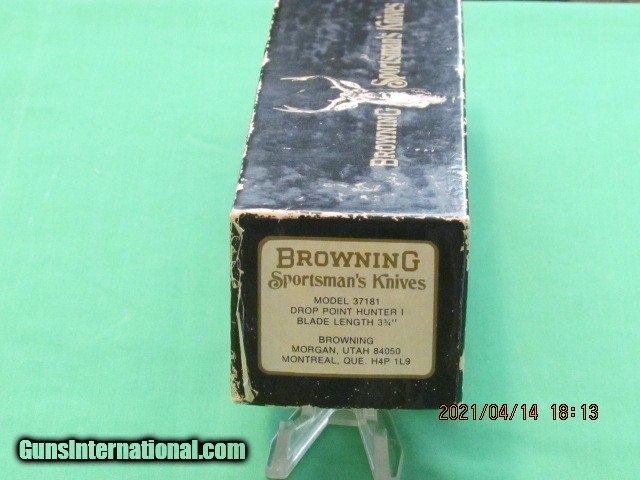 BROWNING
Sportsman's Knives
BROWNING
Sportsman's Knives
MODEL 37181
DROP POINT HUNTER I
BLADE LENGTH 3¾"
BROWNING
MORGAN, UTAH 84050
MONTREAL, QUE. H4P 1L9
2021/04/14 18:13
GunsInternational.com